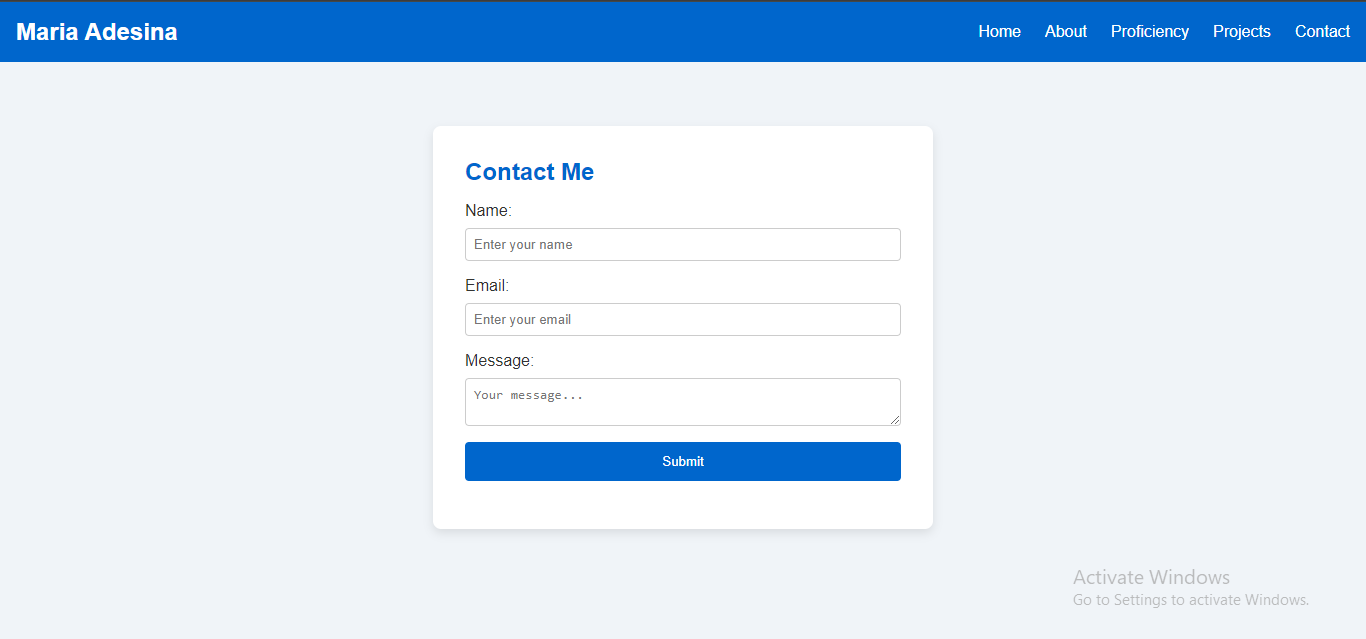 Maria Adesina
Home About Proficiency Projects Contact
Contact Me
Name:
Enter your name
Email:
Enter your email
Message:
Your message...
Submit
Activate Windows
Go to Settings to activate Windows.